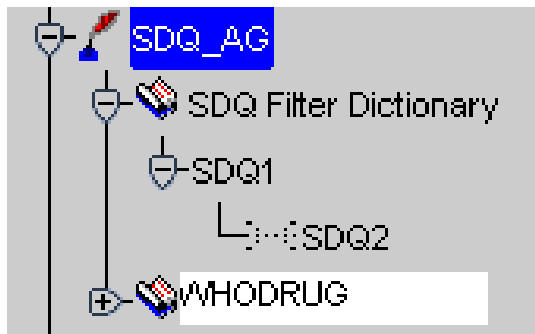 SDQ_AG
SDQ Filter Dictionary
SDQ1
SDQ2
WHODRUG